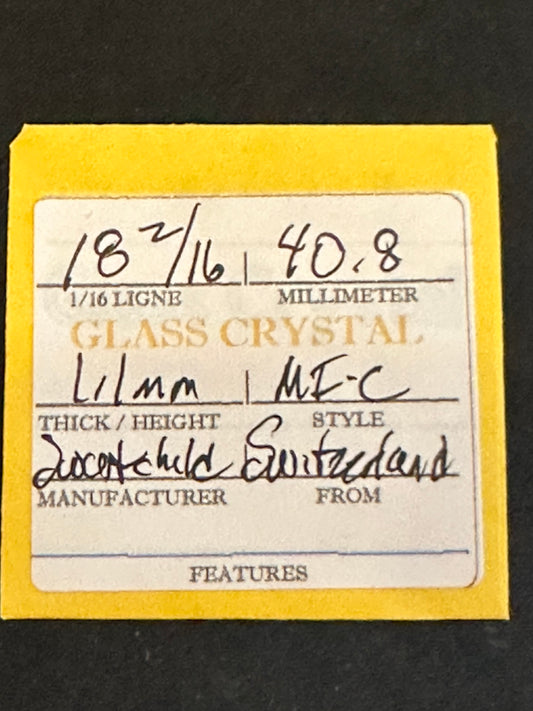 18 2/16 40.8
1/16 LIGNE MILLIMETER
GLASS CRYSTAL
1.1mm MI-C
THICK / HEIGHT STYLE
Switzerland
MANUFACTURER FROM
FEATURES